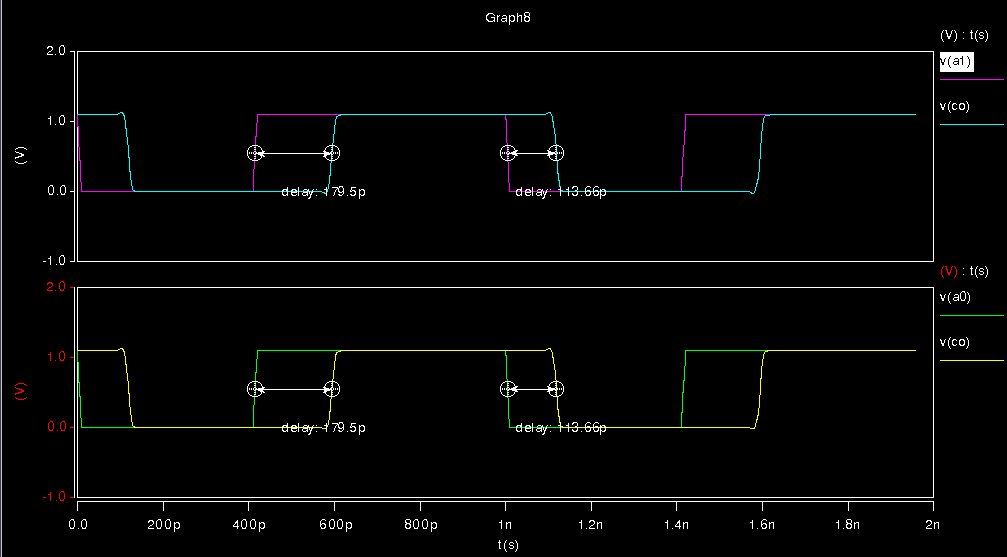 Graph8
(V) : t(s)
v(a1)
v(co)
2.0
1.0
0.0
-1.0
(V)
delay: 179.5p
delay: 113.66p
(V) : t(s)
v(a0)
v(co)
2.0
1.0
0.0
-1.0
(V)
delay: 179.5p
delay: 113.66p
0.0 200p 400p 600p 800p 1n 1.2n 1.4n 1.6n 1.8n 2n
t(s)